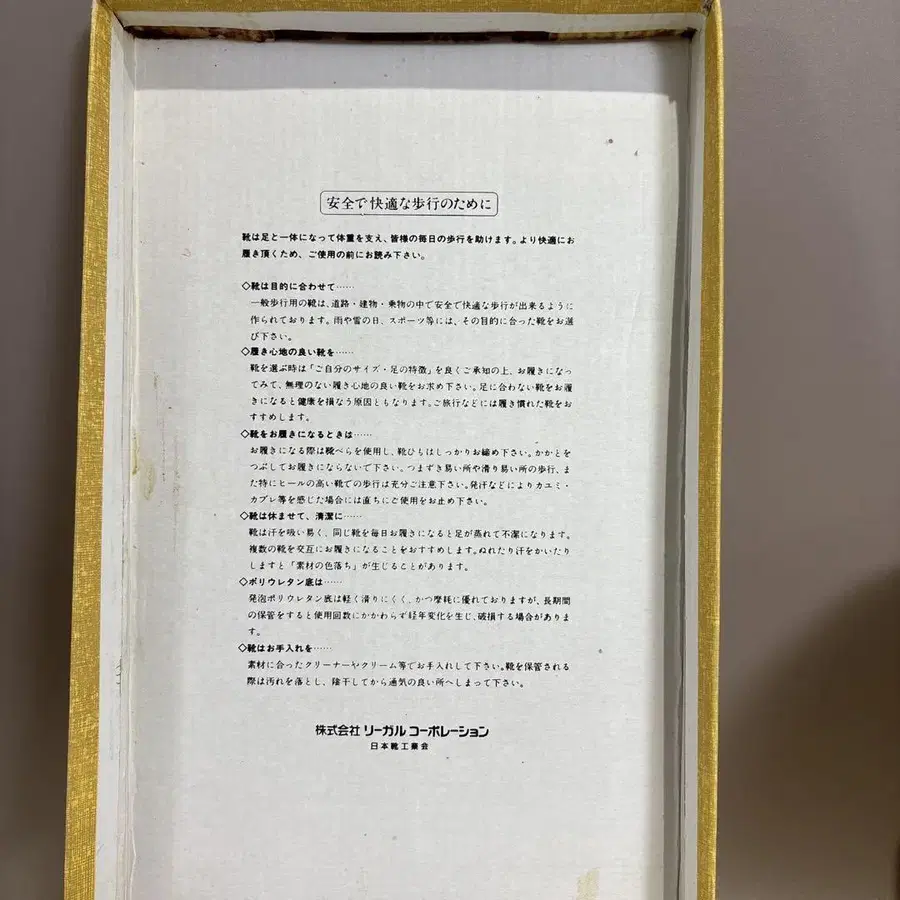 安全で快適な歩行のために
靴は足と一体になって体重を支え、皆様の毎日の歩行を助けます。より快適にお
履き頂くため、ご使用の前にお読み下さい。
◇靴は目的に合わせて……
一般歩行用の靴は、道路・建物・乗物の中で安全で快適な歩行が出来るように
作られております。雨や雪の日、スポーツ等には、その目的に合った靴をお選
び下さい。
◇履き心地の良い靴を……
靴を選ぶ時は「ご自分のサイズ・足の特徴」を良くご承知の上、お履きになっ
てみて、無理のない履き心地の良い靴をお求め下さい。足に合わない靴をお履
きになると健康を損なう原因ともなります。ご旅行などには履き慣れた靴をお
すすめします。
◇靴をお履きになるときは……
お履きになる際は靴べらを使用し、靴ひもはしっかりお締め下さい。かかとを
つぶしてお履きにならないで下さい。つまずき易い所や滑り易い所の歩行、ま
た特にヒールの高い靴での歩行は充分ご注意下さい。発汗などによりカユミ・
カブレ等を感じた場合には直ちにご使用をお止め下さい。
◇靴は休ませて、清潔に……
靴は汗を吸い易く、同じ靴を毎日お履きになると足が蒸れて不潔になります。
複数の靴を交互にお履きになることをおすすめします。ぬれたり汗をかいたり
しますと「素材の色落ち」が生じることがあります。
◇ポリウレタン底は……
発泡ポリウレタン底は軽く滑りにくく、かつ摩耗に優れておりますが、長期間
の保管をすると使用回数にかかわらず経年変化を生じ、破損する場合がありま
す。
◇靴はお手入れを……
素材に合ったクリーナーやクリーム等でお手入れして下さい。靴を保管される
際は汚れを落とし、陰干してから通気の良い所へしまって下さい。
株式会社 リーガル コーポレーション
日本靴工業会